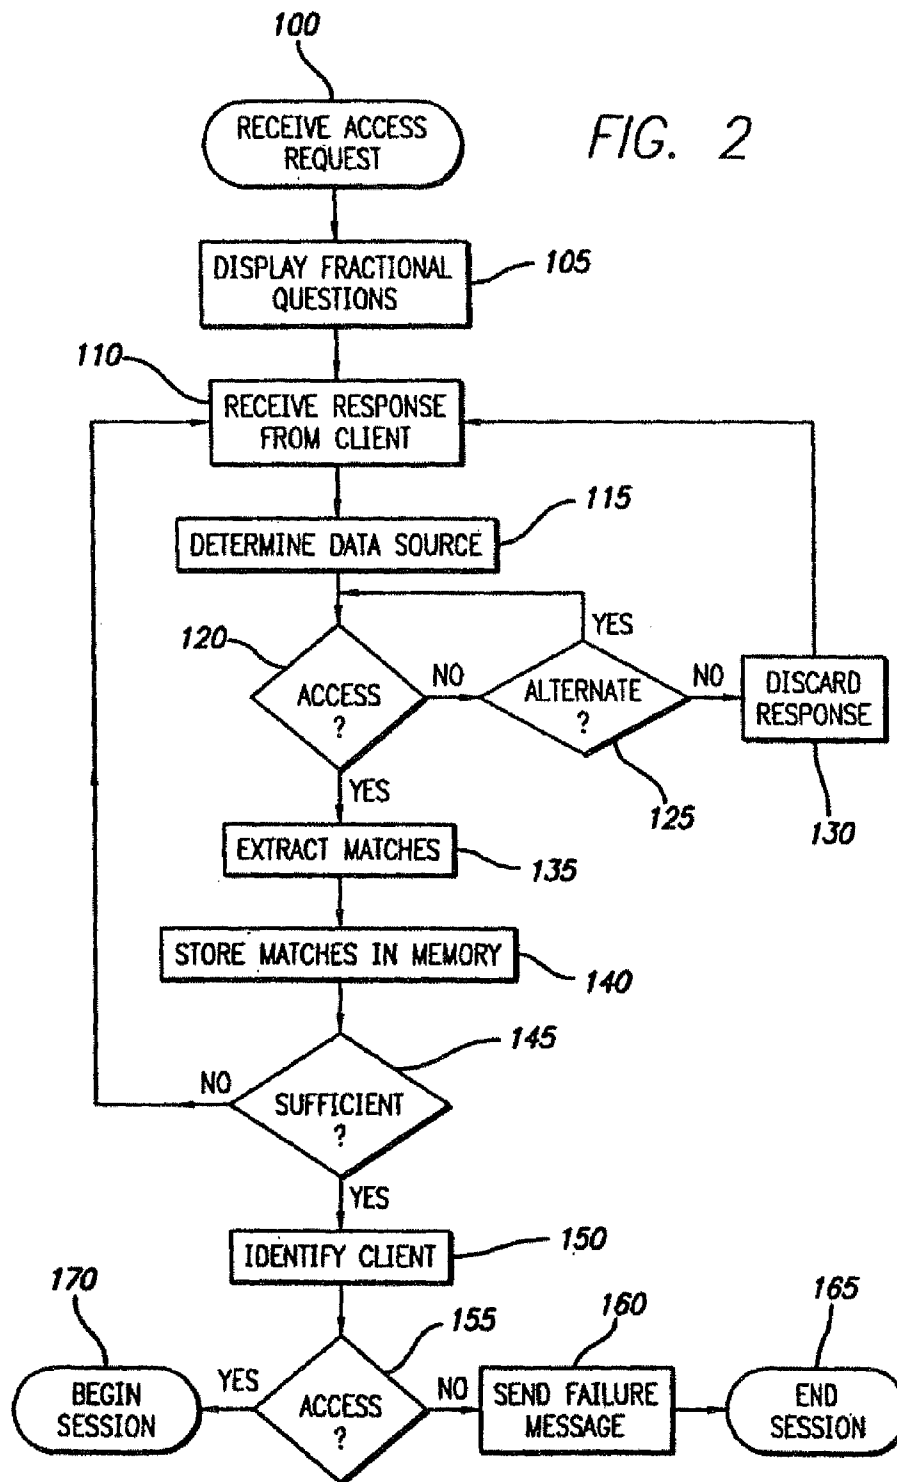 100
RECEIVE ACCESS
REQUEST
FIG. 2
DISPLAY FRACTIONAL
QUESTIONS
105
110
RECEIVE RESPONSE
FROM CLIENT
115
DETERMINE DATA SOURCE
120
ACCESS
?
NO
YES
ALTERNATE
?
125
NO
DISCARD
RESPONSE
130
YES
EXTRACT MATCHES
135
STORE MATCHES IN MEMORY
140
145
NO
SUFFICIENT
?
YES
IDENTIFY CLIENT
150
170
BEGIN
SESSION
YES
155
ACCESS
?
NO
160
SEND FAILURE
MESSAGE
165
END
SESSION